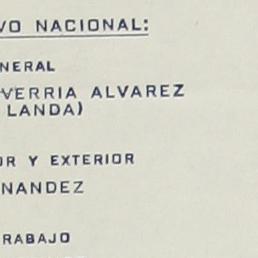 VO NACIONAL:
NERAL
VERRIA ALVAREZ
LANDA)
OR Y EXTERIOR
NANDEZ
RABAJO